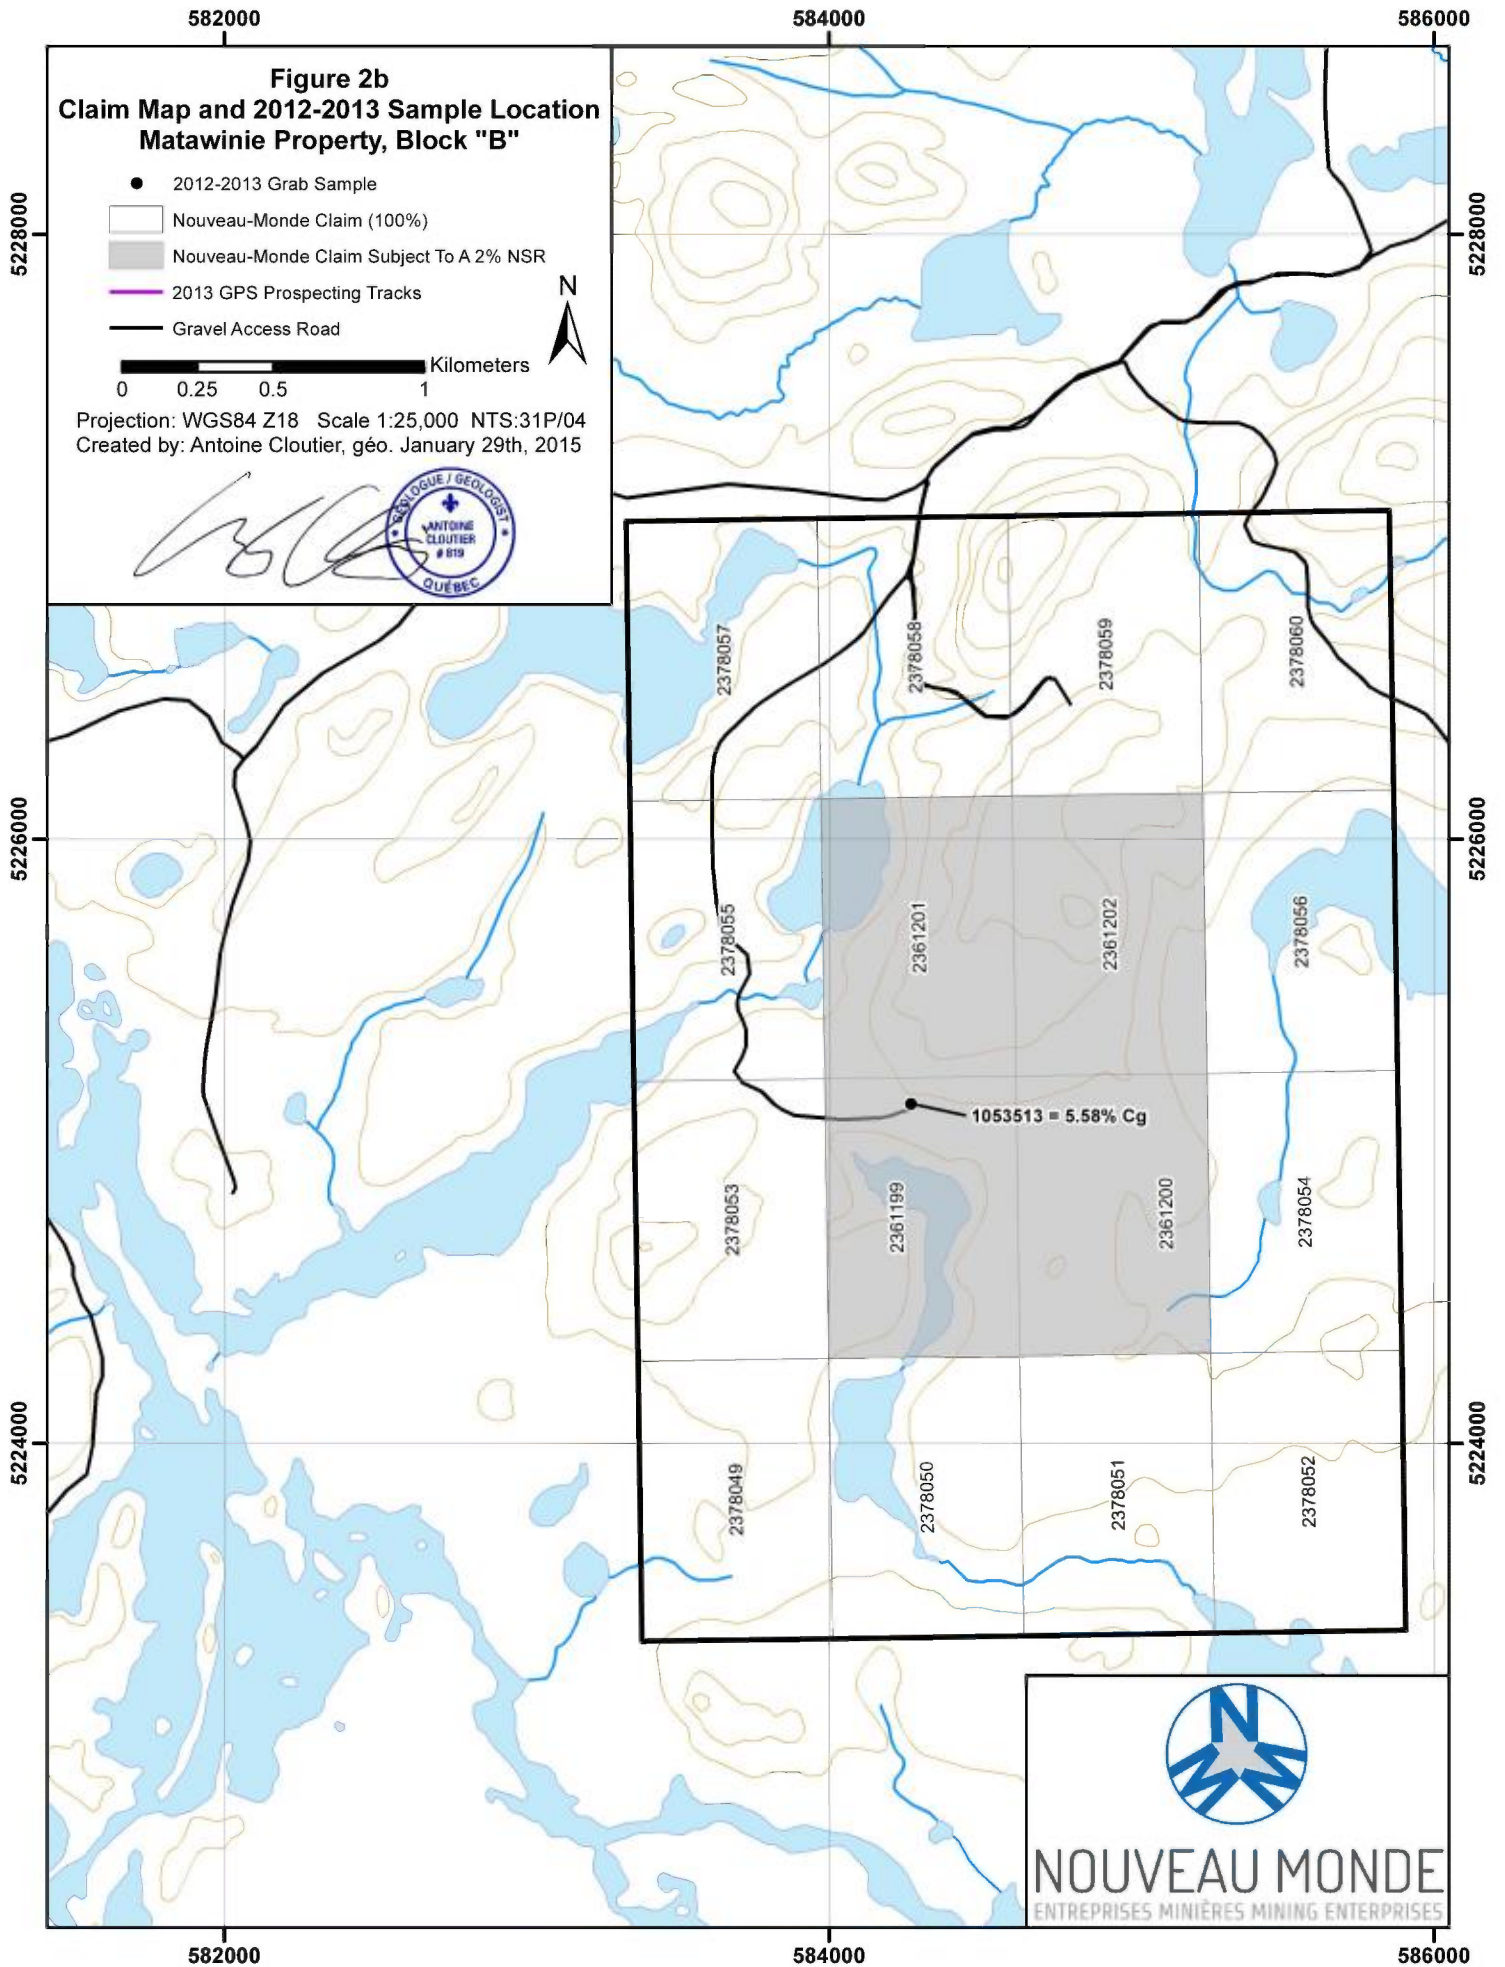 582000 584000 586000
Figure 2b
Claim Map and 2012-2013 Sample Location
Matawinie Property, Block "B"
2012-2013 Grab Sample
Nouveau-Monde Claim (100%)
Nouveau-Monde Claim Subject To A 2% NSR
2013 GPS Prospecting Tracks
Gravel Access Road
N
Kilometers
0 0.25 0.5 1
Projection: WGS84 Z18 Scale 1:25,000 NTS:31P/04
Created by: Antoine Cloutier, géo. January 29th, 2015
GÉOLOGUE / GEOLOGIST
ANTOINE
CLOUTIER
# 819
QUÉBEC
5228000 5228000
2378057 2378058 2378059 2378060
5226000 5226000
2378055 2361201 2361202 2378056
1053513 = 5.58% Cg
2378053 2361199 2361200 2378054
5224000 5224000
2378049 2378050 2378051 2378052
NOUVEAU MONDE
ENTREPRISES MINIÈRES MINING ENTERPRISES
582000 584000 586000